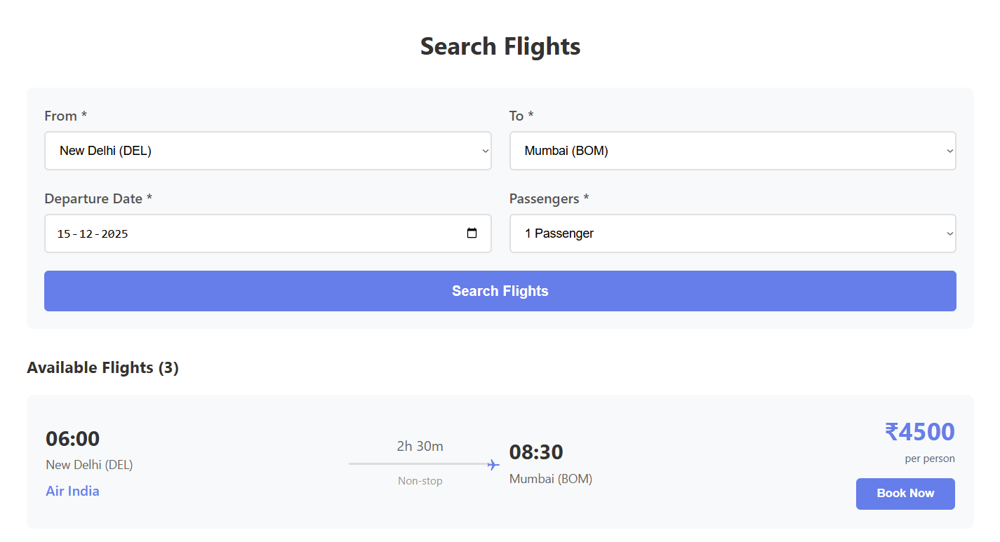 Search Flights
From *
To *
New Delhi (DEL)
Mumbai (BOM)
Departure Date *
Passengers *
15-12-2025
1 Passenger
Search Flights
Available Flights (3)
06:00
New Delhi (DEL)
Air India
2h 30m
Non-stop
08:30
Mumbai (BOM)
₹4500
per person
Book Now